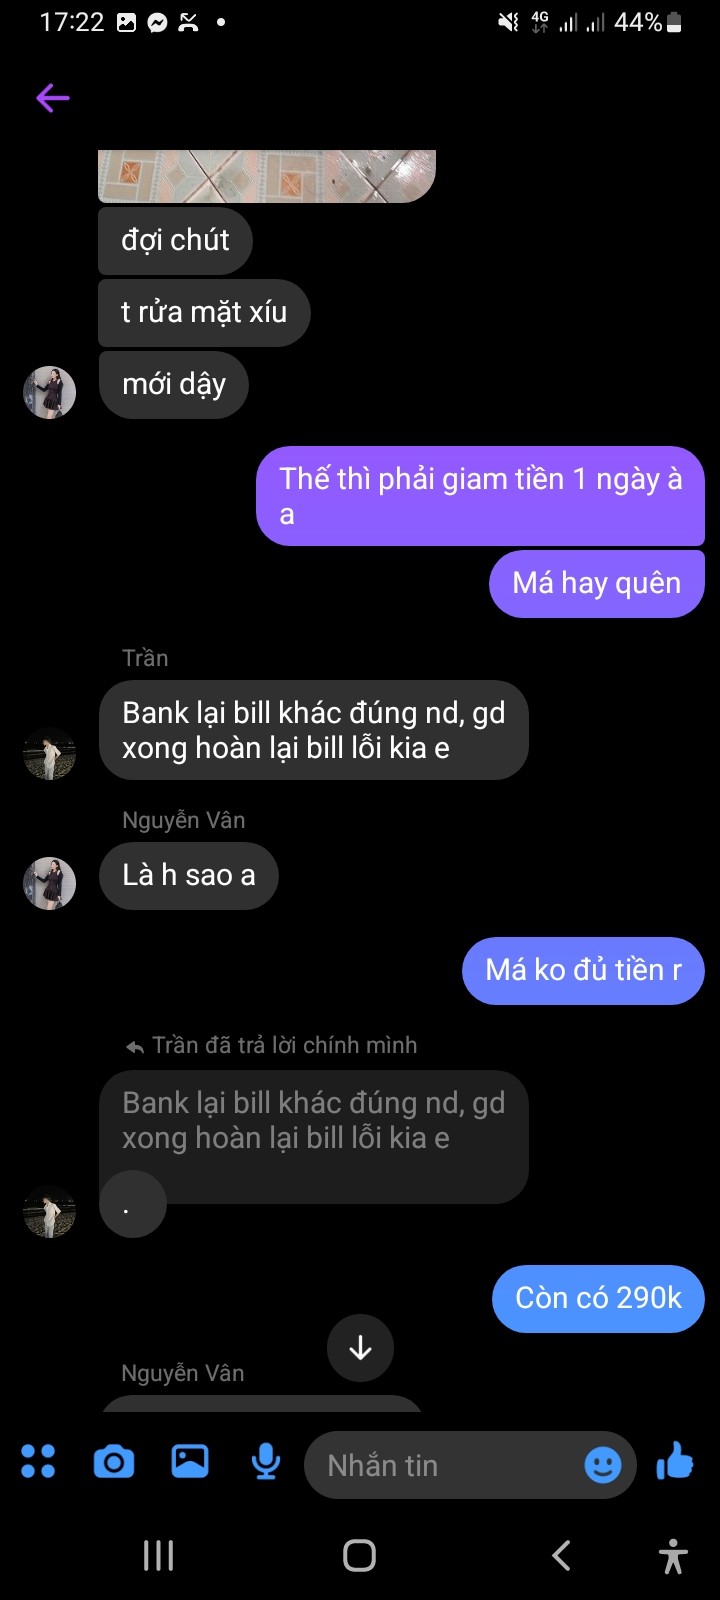 17:22
4G
44%
đợi chút
t rửa mặt xíu
mới dậy
Thế thì phải giam tiền 1 ngày à
a
Má hay quên
Trần
Bank lại bill khác đúng nd, gd
xong hoàn lại bill lỗi kia e
Nguyễn Vân
Là h sao a
Má ko đủ tiền r
Trần đã trả lời chính mình
Bank lại bill khác đúng nd, gd
xong hoàn lại bill lỗi kia e
.
Còn có 290k
Nguyễn Vân
Nhắn tin